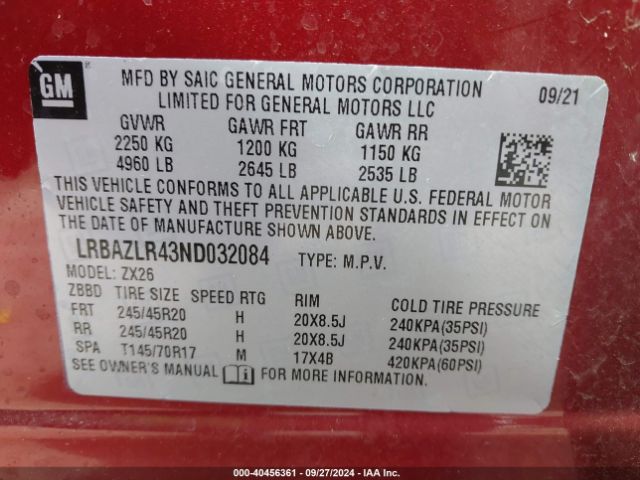 GM
MFD BY SAIC GENERAL MOTORS CORPORATION
LIMITED FOR GENERAL MOTORS LLC
09/21
GVWR GAWR FRT GAWR RR
2250 KG 1200 KG 1150 KG
4960 LB 2645 LB 2535 LB
THIS VEHICLE CONFORMS TO ALL APPLICABLE U.S. FEDERAL MOTOR
VEHICLE SAFETY AND THEFT PREVENTION STANDARDS IN EFFECT ON
THE DATE OF MANUFACTURE SHOWN ABOVE.
LRBAZLR43ND032084 TYPE: M.P.V.
MODEL: ZX26
ZBBD TIRE SIZE SPEED RTG RIM COLD TIRE PRESSURE
FRT 245/45R20 H 20X8.5J 240KPA(35PSI)
RR 245/45R20 H 20X8.5J 240KPA(35PSI)
SPA T145/70R17 M 17X4B 420KPA(60PSI)
SEE OWNER'S MANUAL FOR MORE INFORMATION.
000-40456361 - 09/27/2024 - IAA Inc.